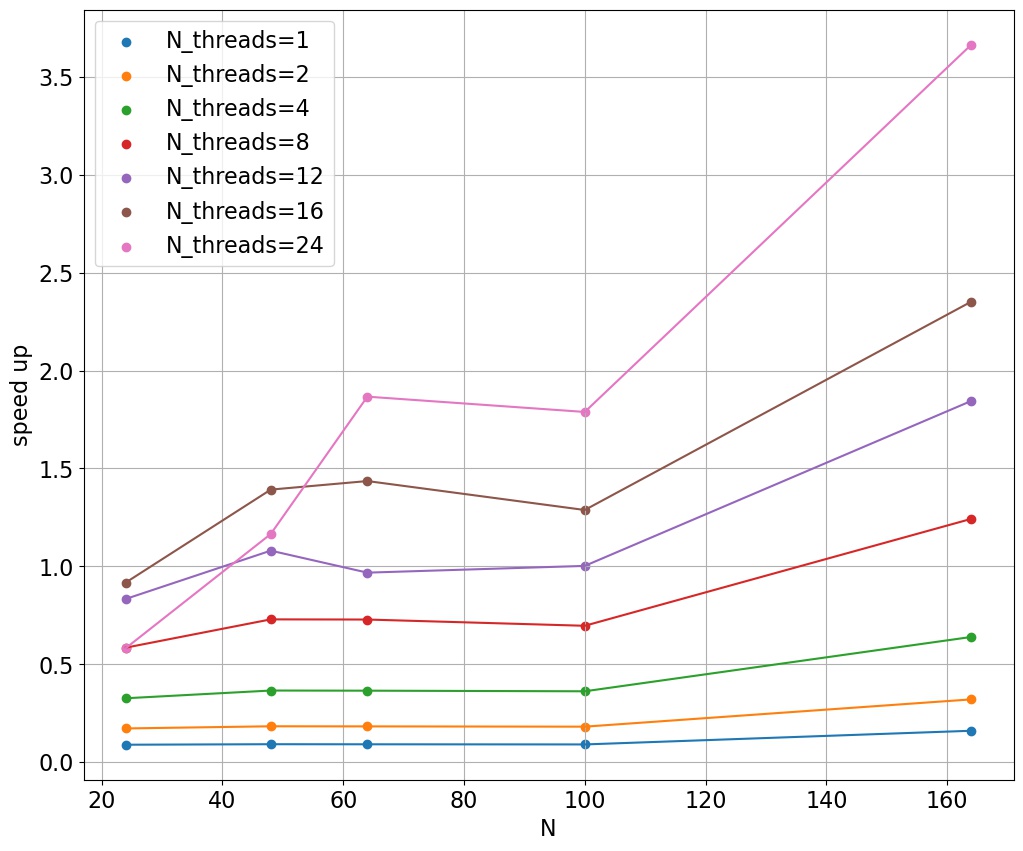 N_threads=1
N_threads=2
N_threads=4
N_threads=8
N_threads=12
N_threads=16
N_threads=24
speed up
3.5
3.0
2.5
2.0
1.5
1.0
0.5
0.0
20 40 60 80 100 120 140 160
N